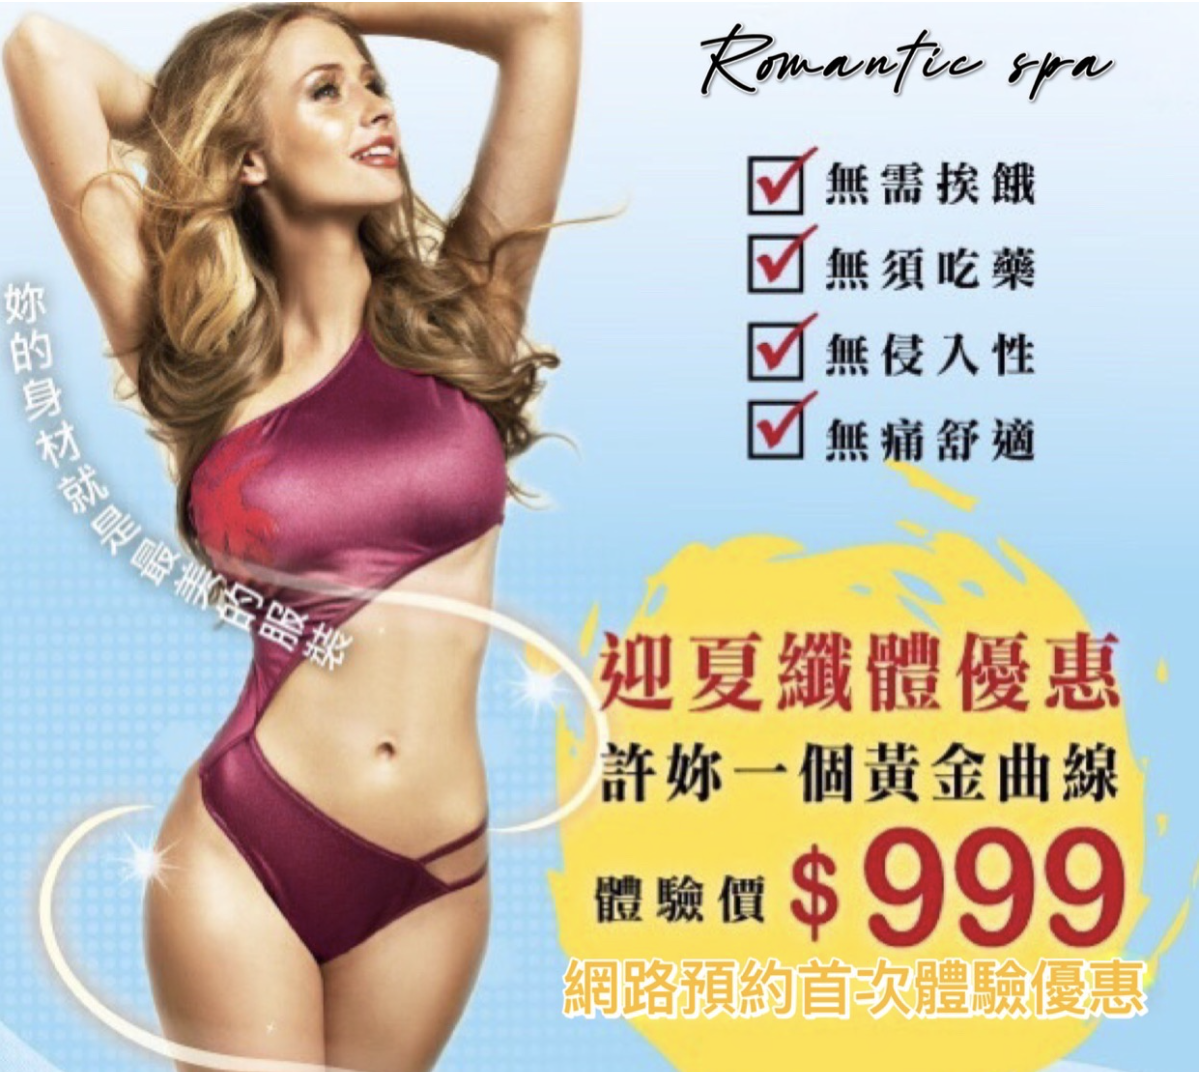 Romantic spa
無需挨餓
無須吃藥
無侵入性
無痛舒適
妳的身材就是最美的服裝
迎夏纖體優惠
許妳一個黃金曲線
體驗價 $999
網路預約首次體驗優惠